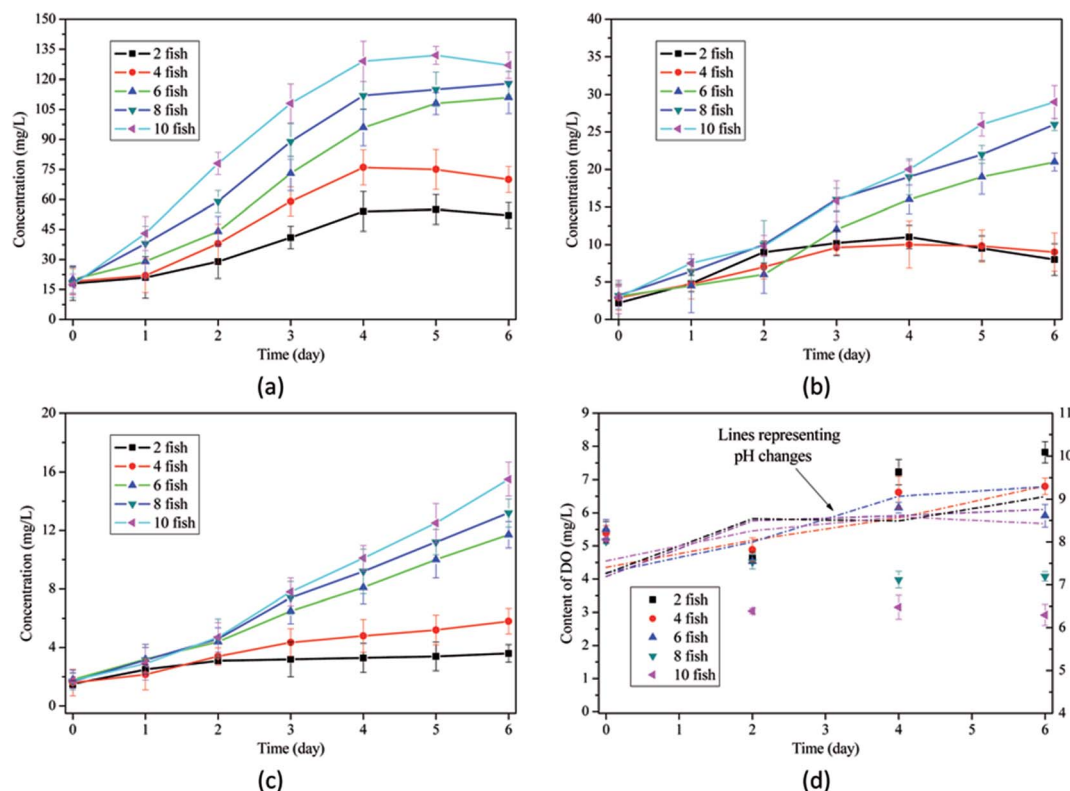 150
135
120
105
90
75
60
45
30
15
0
Concentration (mg/L)
2 fish
4 fish
6 fish
8 fish
10 fish
0 1 2 3 4 5 6
Time (day)
(a)
40
35
30
25
20
15
10
5
0
Concentration (mg/L)
2 fish
4 fish
6 fish
8 fish
10 fish
0 1 2 3 4 5 6
Time (day)
(b)
20
16
12
8
4
0
Concentration (mg/L)
2 fish
4 fish
6 fish
8 fish
10 fish
0 1 2 3 4 5 6
Time (day)
(c)
9
8
7
6
5
4
3
2
1
0
Content of DO (mg/L)
Lines representing
pH changes
2 fish
4 fish
6 fish
8 fish
10 fish
11
10
9
8
7
6
5
4
0 1 2 3 4 5 6
Time (day)
(d)